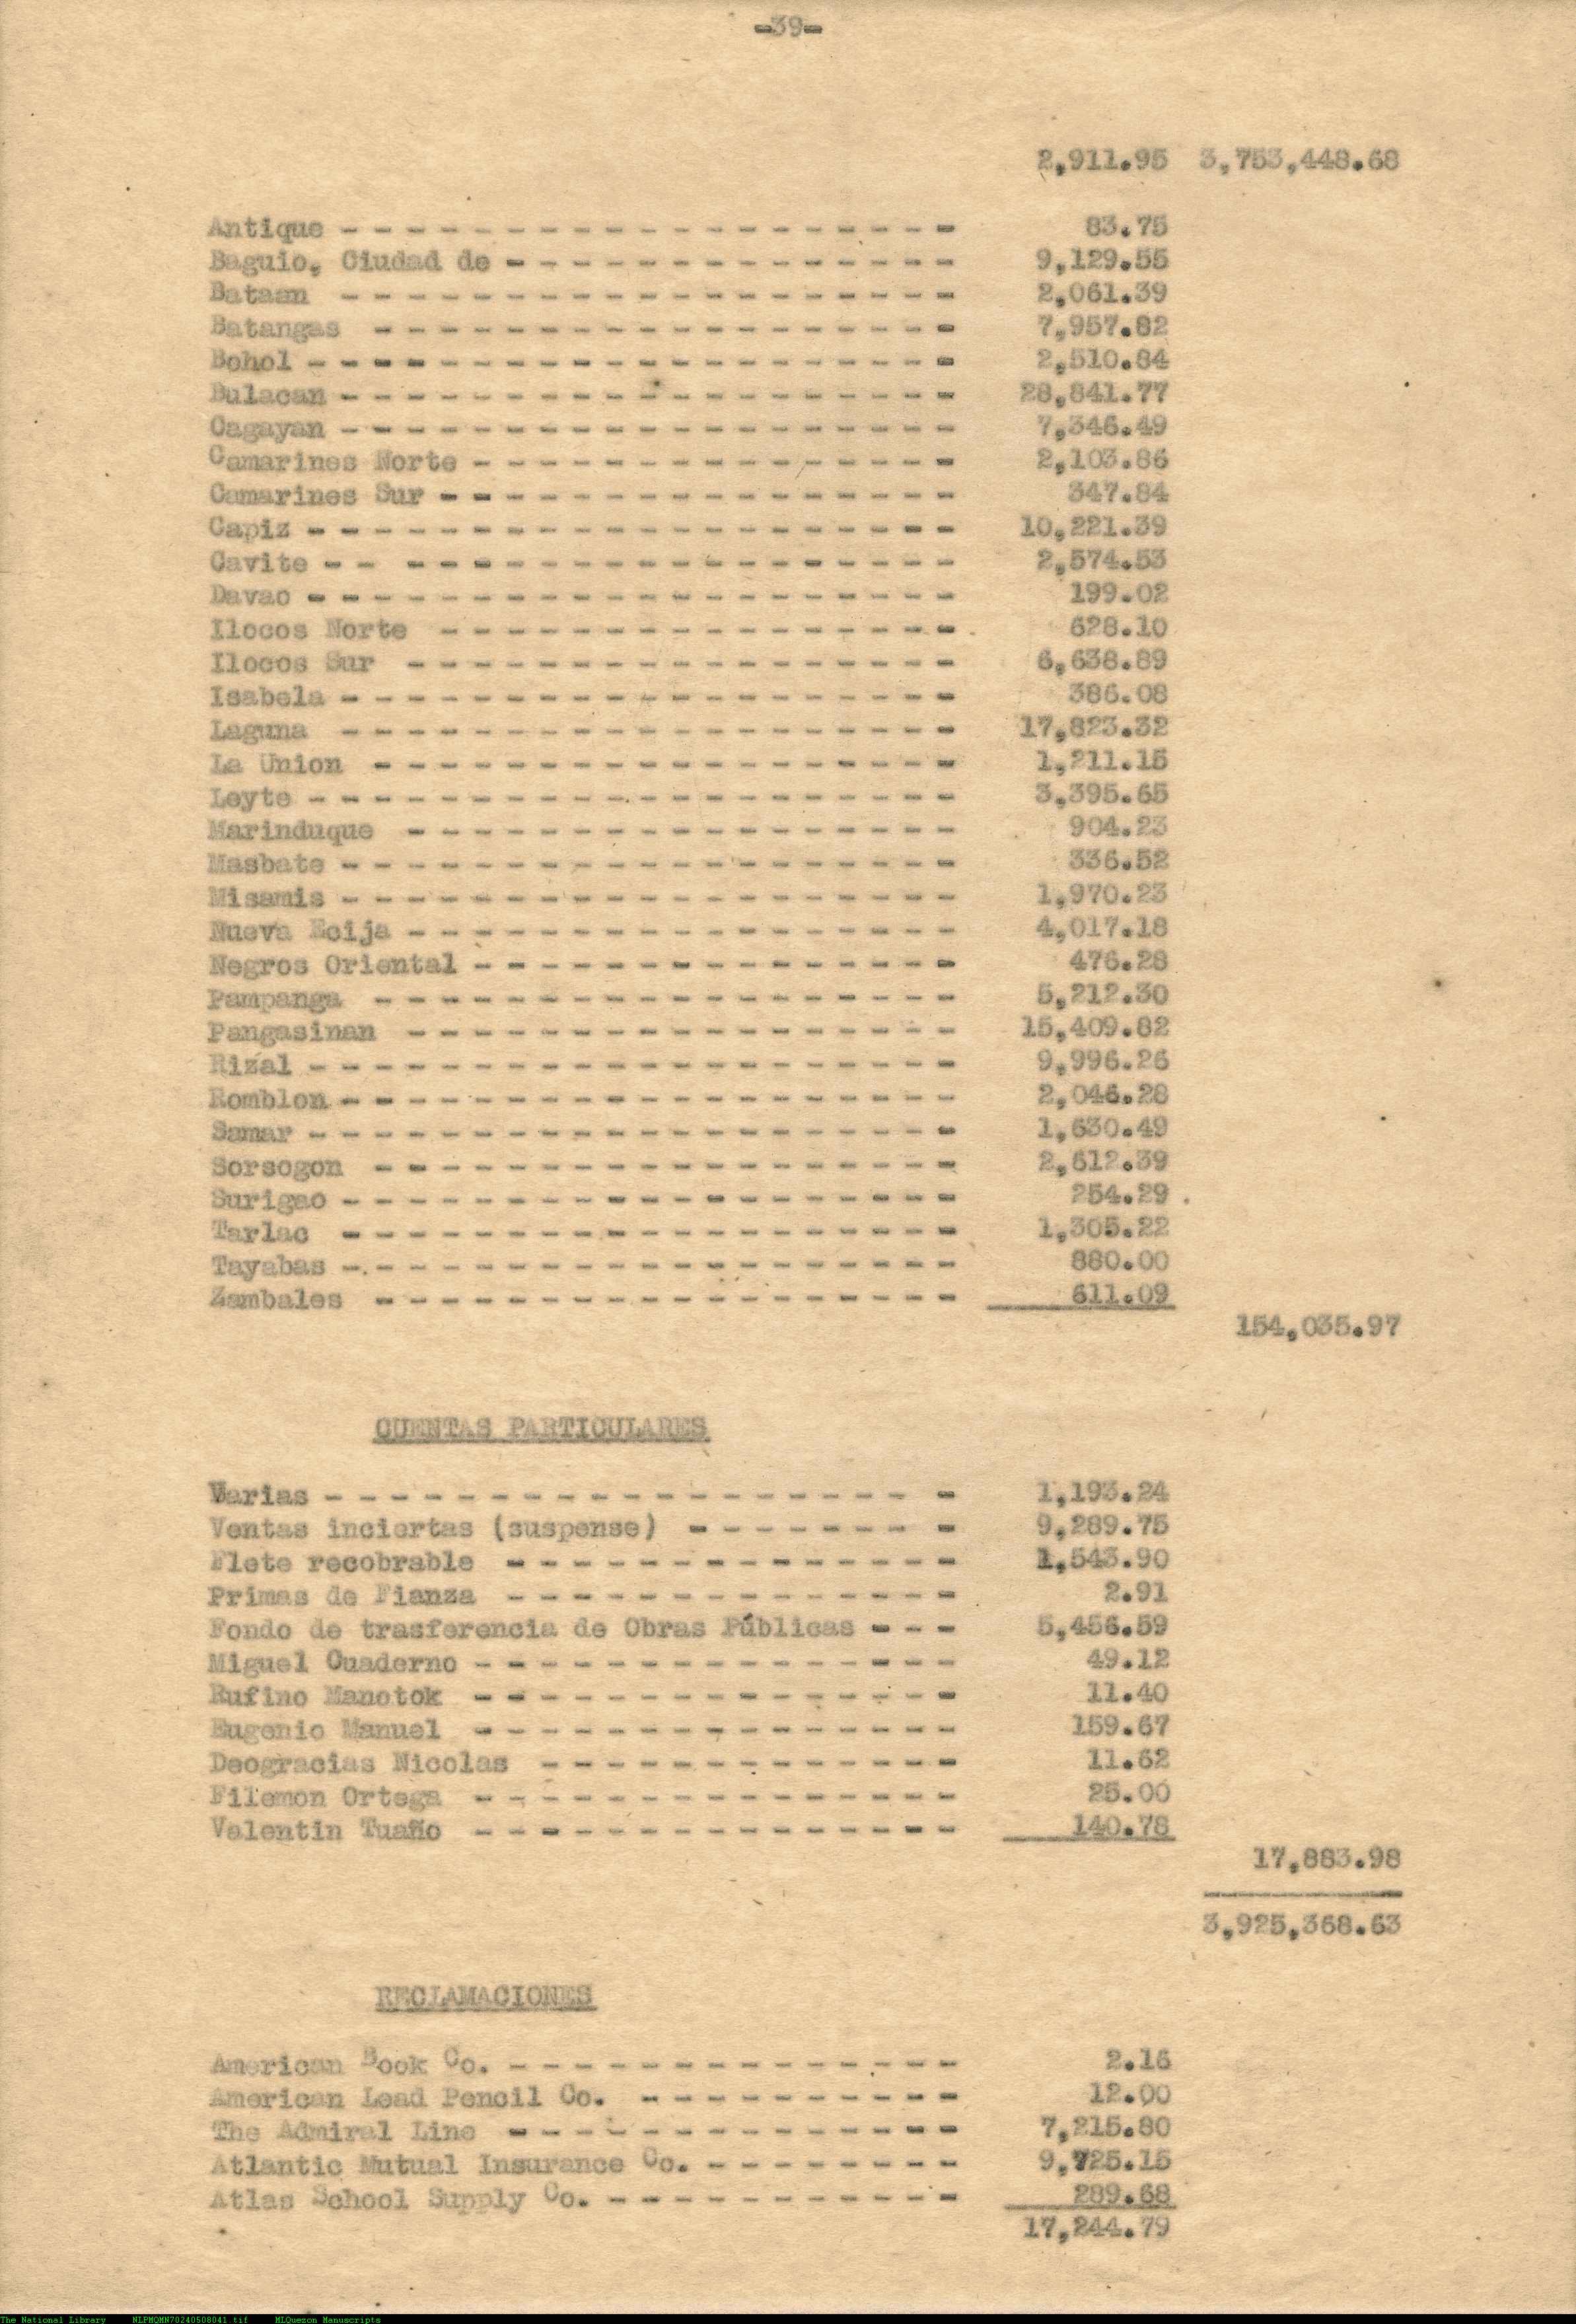 -39-
2,911.95 3,753,448.68
Antique - - - - - - - - - - - - - - - - - - - 83.75
Baguio, Ciudad de - - - - - - - - - - - - - - 9,129.55
Bataan - - - - - - - - - - - - - - - - - - - 2,061.39
Batangas - - - - - - - - - - - - - - - - - - 7,957.82
Bohol - - - - - - - - - - - - - - - - - - - - 2,510.84
Bulacan - - - - - - - - - - - - - - - - - - - 28,841.77
Cagayan - - - - - - - - - - - - - - - - - - - 7,346.49
Camarines Norte - - - - - - - - - - - - - - - 2,103.86
Camarines Sur - - - - - - - - - - - - - - - - 347.84
Capiz - - - - - - - - - - - - - - - - - - - - 10,221.39
Cavite - - - - - - - - - - - - - - - - - - - 2,574.53
Davao - - - - - - - - - - - - - - - - - - - - 199.02
Ilocos Norte - - - - - - - - - - - - - - - - 628.10
Ilocos Sur - - - - - - - - - - - - - - - - - 6,638.89
Isabela - - - - - - - - - - - - - - - - - - - 386.08
Laguna - - - - - - - - - - - - - - - - - - - 17,823.32
La Union - - - - - - - - - - - - - - - - - - 1,211.15
Leyte - - - - - - - - - - - - - - - - - - - - 3,395.65
Marinduque - - - - - - - - - - - - - - - - - 904.23
Masbate - - - - - - - - - - - - - - - - - - - 336.52
Misamis - - - - - - - - - - - - - - - - - - - 1,970.23
Nueva Ecija - - - - - - - - - - - - - - - - - 4,017.18
Negros Oriental - - - - - - - - - - - - - - - 476.28
Pampanga - - - - - - - - - - - - - - - - - - 5,212.30
Pangasinan - - - - - - - - - - - - - - - - - 15,409.82
Rizal - - - - - - - - - - - - - - - - - - - - 9,996.26
Romblon - - - - - - - - - - - - - - - - - - - 2,046.28
Samar - - - - - - - - - - - - - - - - - - - - 1,630.49
Sorsogon - - - - - - - - - - - - - - - - - - 2,612.39
Surigao - - - - - - - - - - - - - - - - - - - 254.29
Tarlac - - - - - - - - - - - - - - - - - - - 1,305.22
Tayabas - - - - - - - - - - - - - - - - - - - 880.00
Zambales - - - - - - - - - - - - - - - - - - 611.09
154,035.97
CUENTAS PARTICULARES
Varias - - - - - - - - - - - - - - - - - - - 1,193.24
Ventas inciertas (suspense) - - - - - - - - 9,289.75
Flete recobrable - - - - - - - - - - - - - - 1,543.90
Primas de Fianza - - - - - - - - - - - - - - 2.91
Fondo de trasferencia de Obras Públicas - - - 5,456.59
Miguel Cuaderno - - - - - - - - - - - - - - - 49.12
Rufino Manotok - - - - - - - - - - - - - - - 11.40
Eugenio Manuel - - - - - - - - - - - - - - - 159.67
Deogracias Nicolas - - - - - - - - - - - - - 11.62
Filemon Ortega - - - - - - - - - - - - - - - 25.00
Valentin Tuaño - - - - - - - - - - - - - - - 140.78
17,883.98
3,925,368.63
RECLAMACIONES
American Book Co. - - - - - - - - - - - - - - 2.16
American Lead Pencil Co. - - - - - - - - - - 12.00
The Admiral Line - - - - - - - - - - - - - - 7,215.80
Atlantic Mutual Insurance Co. - - - - - - - - 9,725.15
Atlas School Supply Co. - - - - - - - - - - - 289.68
17,244.79
The National Library NLPMQMN70240508041.tif MLQuezon Manuscripts